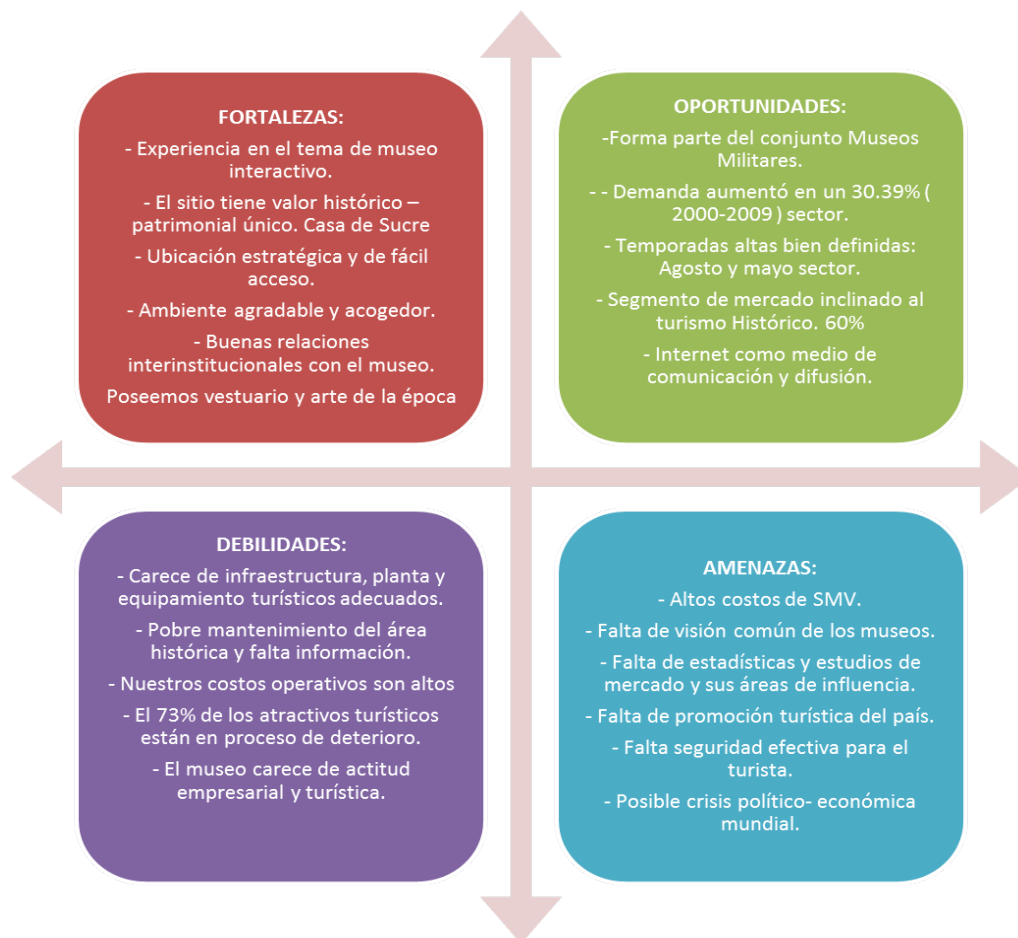 FORTALEZAS:
- Experiencia en el tema de museo
interactivo.
- El sitio tiene valor histórico –
patrimonial único. Casa de Sucre
- Ubicación estratégica y de fácil
acceso.
- Ambiente agradable y acogedor.
- Buenas relaciones
interinstitucionales con el museo.
Poseemos vestuario y arte de la época
OPORTUNIDADES:
-Forma parte del conjunto Museos
Militares.
- - Demanda aumentó en un 30.39% (
2000-2009 ) sector.
- Temporadas altas bien definidas:
Agosto y mayo sector.
- Segmento de mercado inclinado al
turismo Histórico. 60%
- Internet como medio de
comunicación y difusión.
DEBILIDADES:
- Carece de infraestructura, planta y
equipamiento turísticos adecuados.
- Pobre mantenimiento del área
histórica y falta información.
- Nuestros costos operativos son altos
- El 73% de los atractivos turísticos
están en proceso de deterioro.
- El museo carece de actitud
empresarial y turística.
AMENAZAS:
- Altos costos de SMV.
- Falta de visión común de los museos.
- Falta de estadísticas y estudios de
mercado y sus áreas de influencia.
- Falta de promoción turística del país.
- Falta seguridad efectiva para el
turista.
- Posible crisis político- económica
mundial.